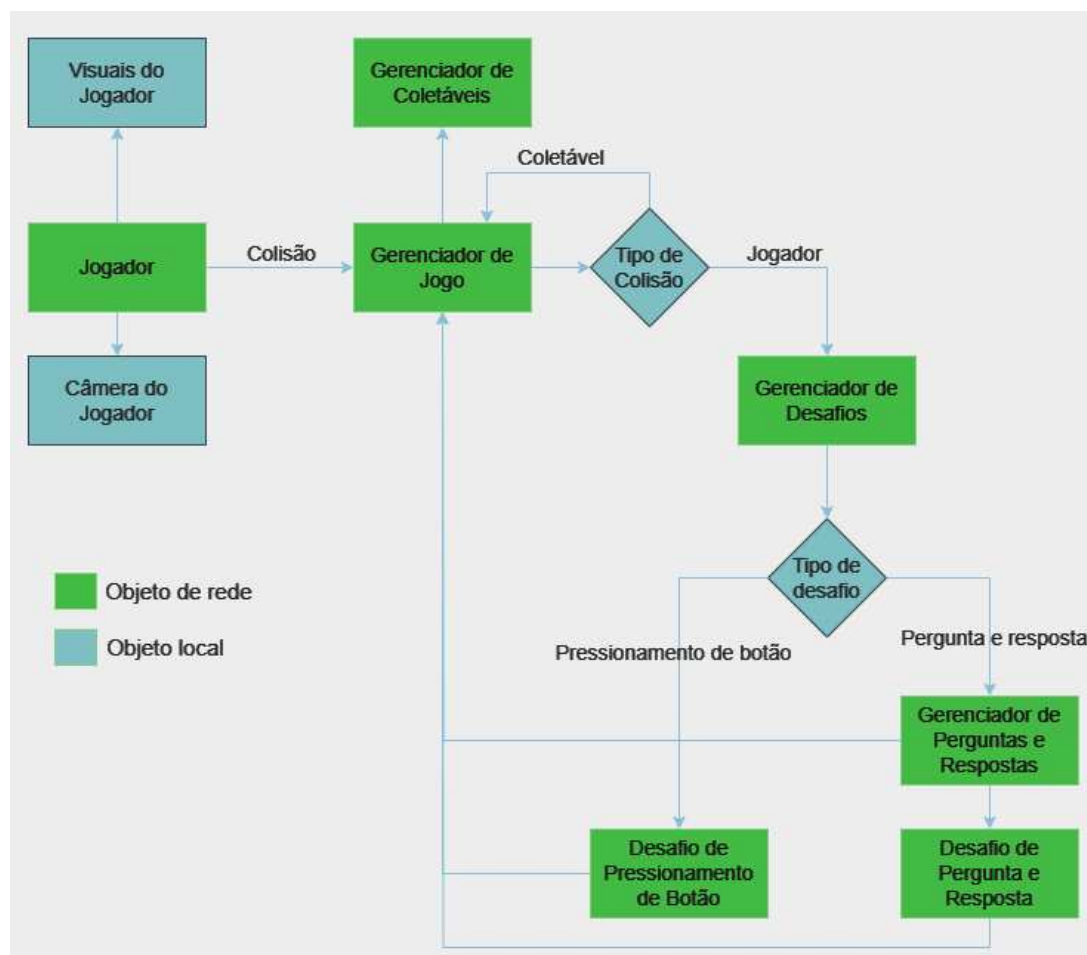 Visuais do
Jogador
Gerenciador de
Coletáveis
Coletável
Jogador
Colisão
Gerenciador de
Jogo
Tipo de
Colisão
Jogador
Câmera do
Jogador
Gerenciador de
Desafios
Objeto de rede
Objeto local
Tipo de
desafio
Pressionamento de botão
Pergunta e resposta
Gerenciador de
Perguntas e
Respostas
Desafio de
Pressionamento
de Botão
Desafio de
Pergunta e
Resposta